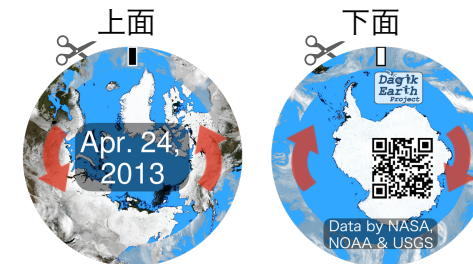 上面
下面
Apr. 24,
2013
Dagik
Earth
Project
Data by NASA,
NOAA & USGS